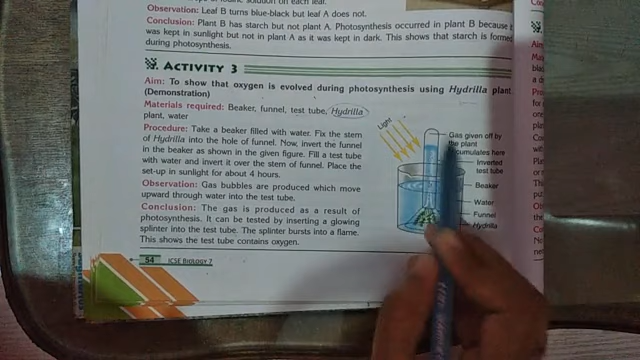 solution on each leaf.
Observation: Leaf B turns blue-black but leaf A does not.
Conclusion: Plant B has starch but not plant A. Photosynthesis occurred in plant B because it
was kept in sunlight but not in plant A as it was kept in dark. This shows that starch is formed
during photosynthesis.
ACTIVITY 3
Aim: To show that oxygen is evolved during photosynthesis using Hydrilla plant
(Demonstration)
Materials required: Beaker, funnel, test tube, Hydrilla
plant, water
Procedure: Take a beaker filled with water. Fix the stem
of Hydrilla into the hole of funnel. Now, invert the funnel
in the beaker as shown in the given figure. Fill a test tube
with water and invert it over the stem of funnel. Place the
set-up in sunlight for about 4 hours.
Observation: Gas bubbles are produced which move
upward through water into the test tube.
Conclusion: The gas is produced as a result of
photosynthesis. It can be tested by inserting a glowing
splinter into the test tube. The splinter bursts into a flame.
This shows the test tube contains oxygen.
Light
Gas given off by
the plant
accumulates here
Inverted
test tube
Beaker
Water
Funnel
Hydrilla
54 ICSE BIOLOGY 7